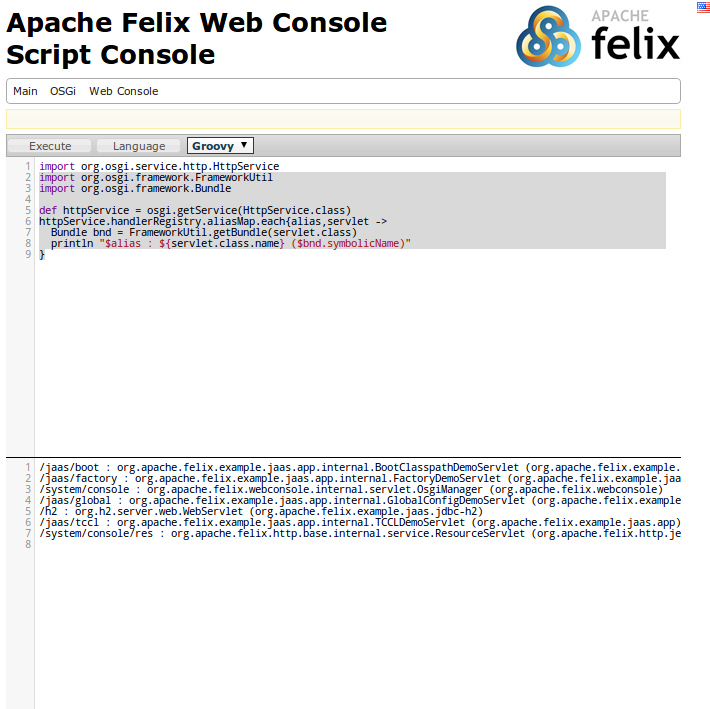 Apache Felix Web Console
Script Console
APACHE
felix
Main OSGi Web Console
Execute Language Groovy ▼
1 import org.osgi.service.http.HttpService
2 import org.osgi.framework.FrameworkUtil
3 import org.osgi.framework.Bundle
4
5 def httpService = osgi.getService(HttpService.class)
6 httpService.handlerRegistry.aliasMap.each{alias,servlet ->
7   Bundle bnd = FrameworkUtil.getBundle(servlet.class)
8   println "$alias : ${servlet.class.name} ($bnd.symbolicName)"
9 }
1 /jaas/boot : org.apache.felix.example.jaas.app.internal.BootClasspathDemoServlet (org.apache.felix.example.
2 /jaas/factory : org.apache.felix.example.jaas.app.internal.FactoryDemoServlet (org.apache.felix.example.jaa
3 /system/console : org.apache.felix.webconsole.internal.servlet.OsgiManager (org.apache.felix.webconsole)
4 /jaas/global : org.apache.felix.example.jaas.app.internal.GlobalConfigDemoServlet (org.apache.felix.example
5 /h2 : org.h2.server.web.WebServlet (org.apache.felix.example.jaas.jdbc-h2)
6 /jaas/tccl : org.apache.felix.example.jaas.app.internal.TCCLDemoServlet (org.apache.felix.example.jaas.app)
7 /system/console/res : org.apache.felix.http.base.internal.service.ResourceServlet (org.apache.felix.http.je
8